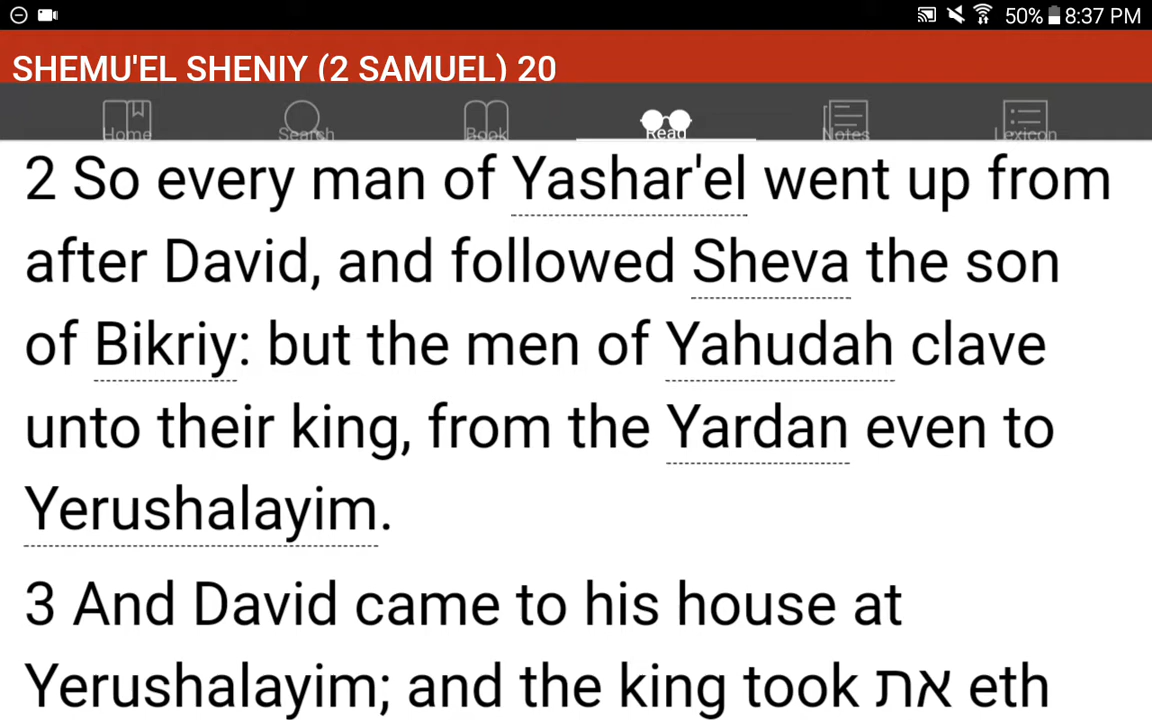 50% 8:37 PM
SHEMU'EL SHENIY (2 SAMUEL) 20
Home Search Book Read Notes Lexicon
2 So every man of Yashar'el went up from
after David, and followed Sheva the son
of Bikriy: but the men of Yahudah clave
unto their king, from the Yardan even to
Yerushalayim.
3 And David came to his house at
Yerushalayim; and the king took את eth